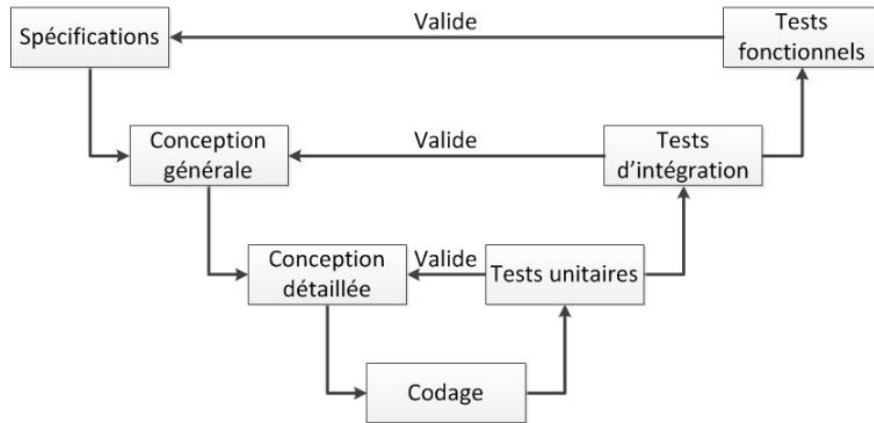 Spécifications
Valide
Tests
fonctionnels
Conception
générale
Valide
Tests
d'intégration
Conception
détaillée
Valide
Tests unitaires
Codage